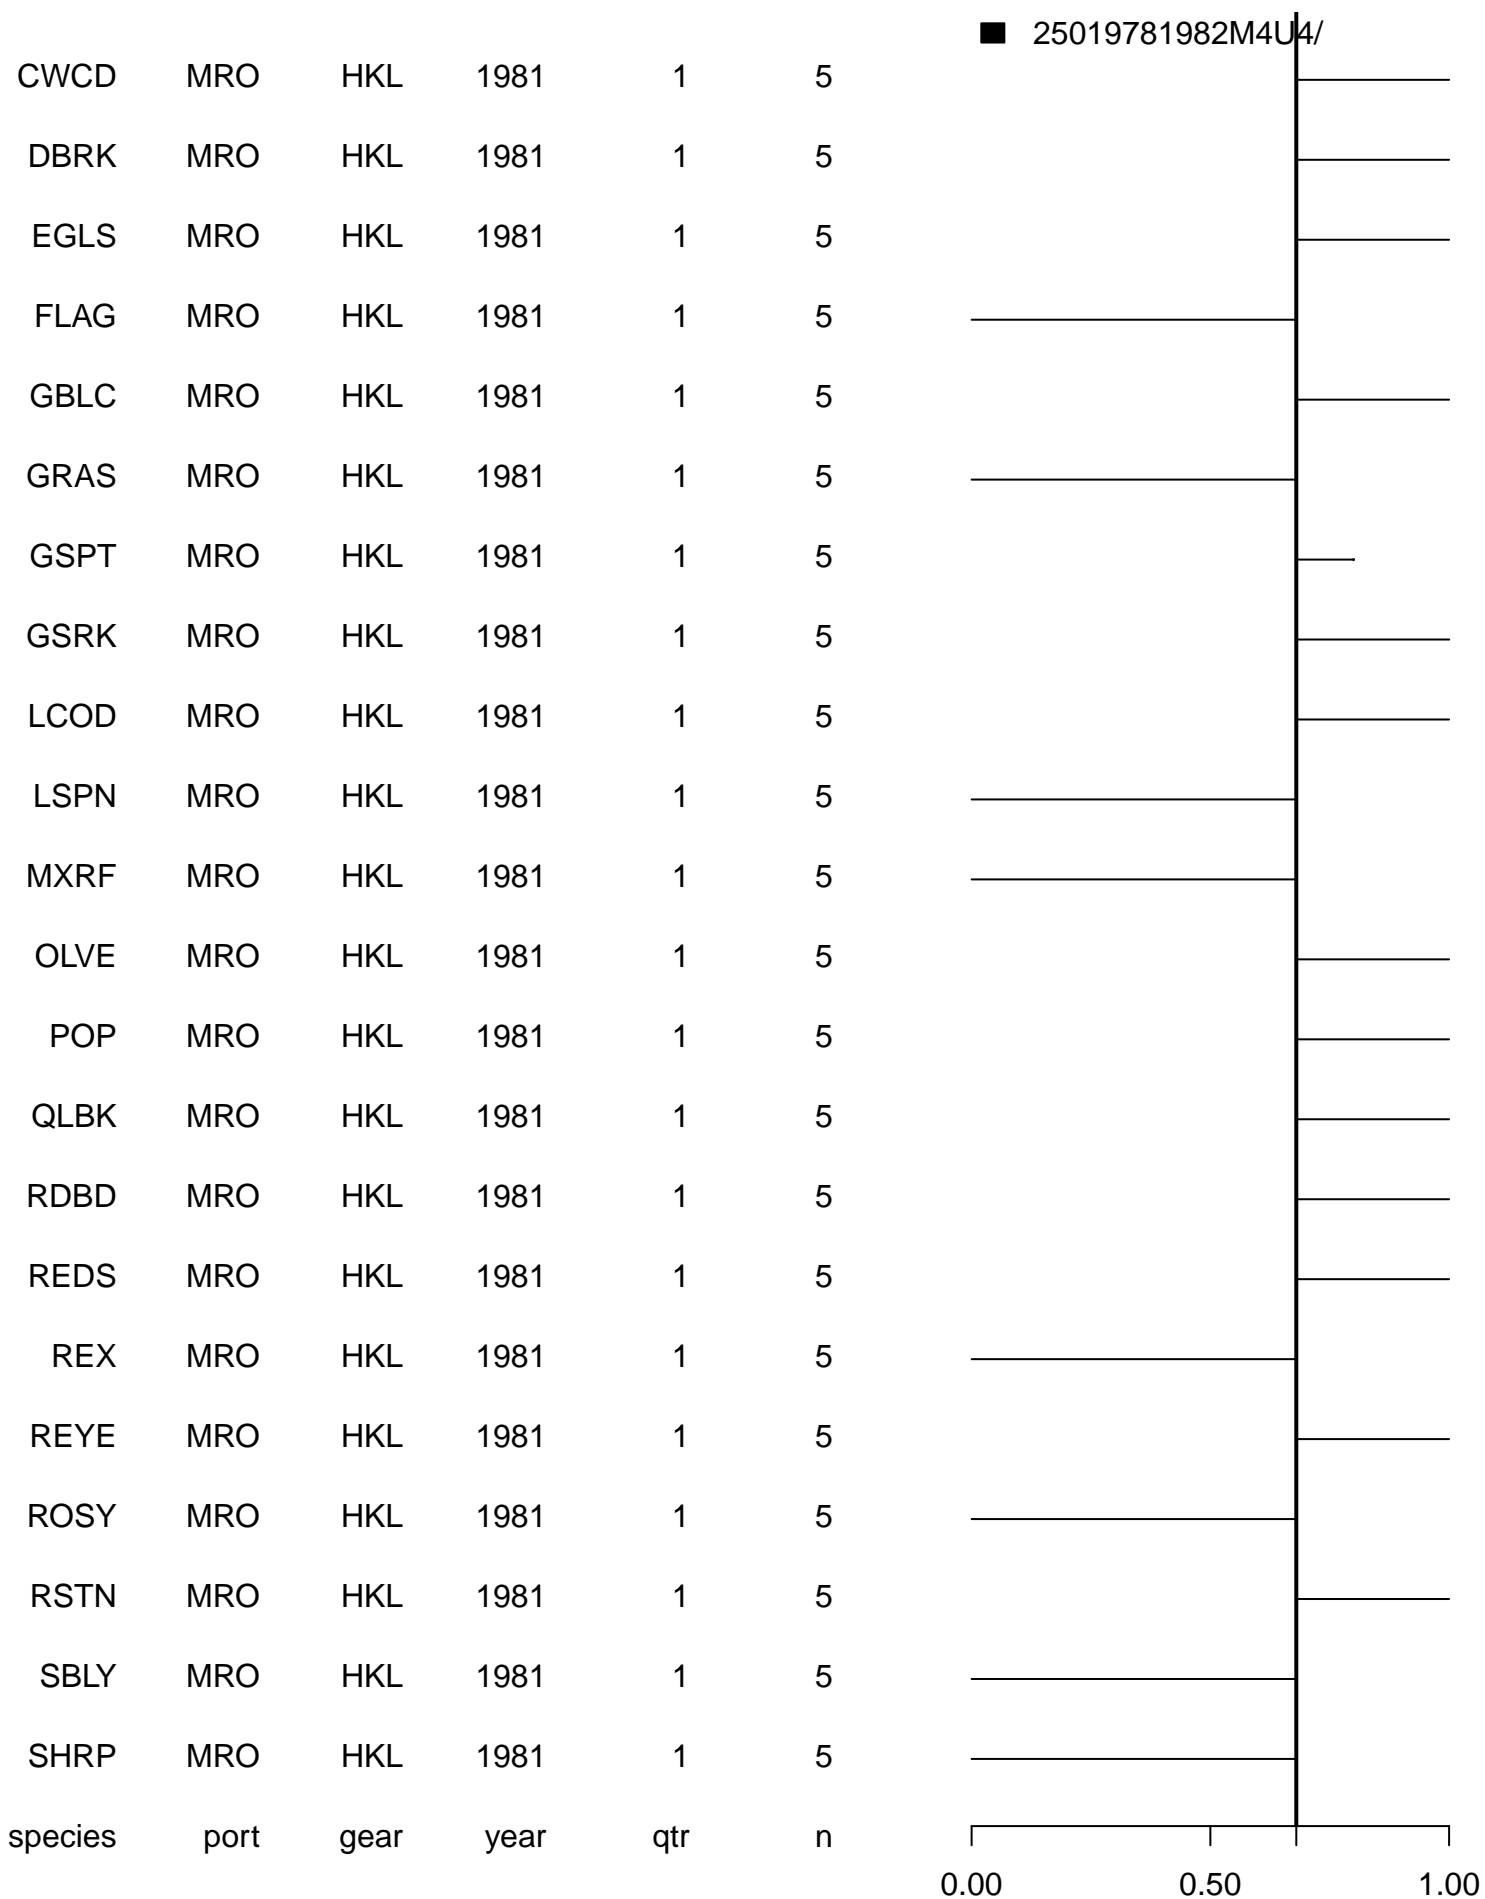 25019781982M4U4/
CWCD MRO HKL 1981 1 5
DBRK MRO HKL 1981 1 5
EGLS MRO HKL 1981 1 5
FLAG MRO HKL 1981 1 5
GBLC MRO HKL 1981 1 5
GRAS MRO HKL 1981 1 5
GSPT MRO HKL 1981 1 5
GSRK MRO HKL 1981 1 5
LCOD MRO HKL 1981 1 5
LSPN MRO HKL 1981 1 5
MXRF MRO HKL 1981 1 5
OLVE MRO HKL 1981 1 5
POP MRO HKL 1981 1 5
QLBK MRO HKL 1981 1 5
RDBD MRO HKL 1981 1 5
REDS MRO HKL 1981 1 5
REX MRO HKL 1981 1 5
REYE MRO HKL 1981 1 5
ROSY MRO HKL 1981 1 5
RSTN MRO HKL 1981 1 5
SBLY MRO HKL 1981 1 5
SHRP MRO HKL 1981 1 5
species port gear year qtr n
0.00 0.50 1.00